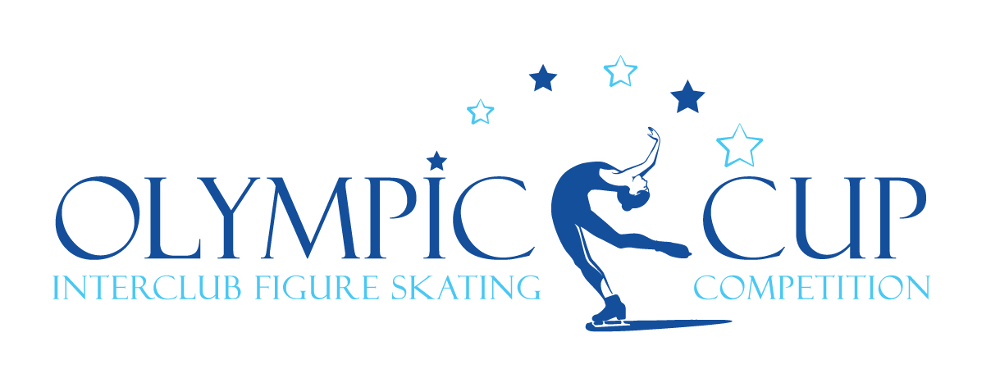 OLYMPIC CUP
INTERCLUB FIGURE SKATING COMPETITION